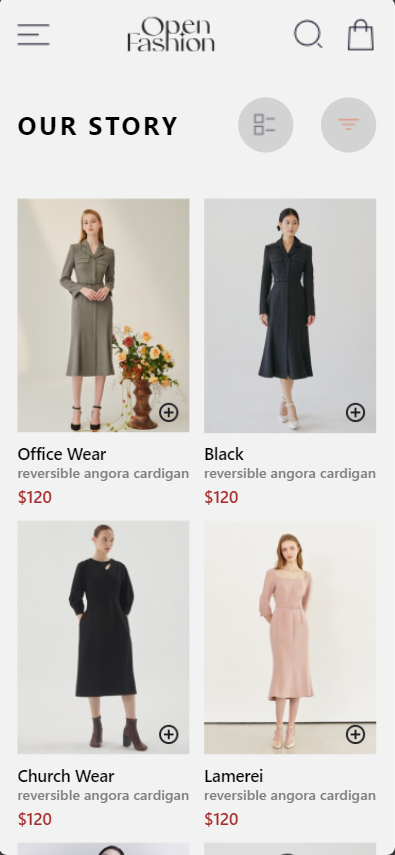 Open
Fashion
OUR STORY
Office Wear
reversible angora cardigan
$120
Black
reversible angora cardigan
$120
Church Wear
reversible angora cardigan
$120
Lamerei
reversible angora cardigan
$120